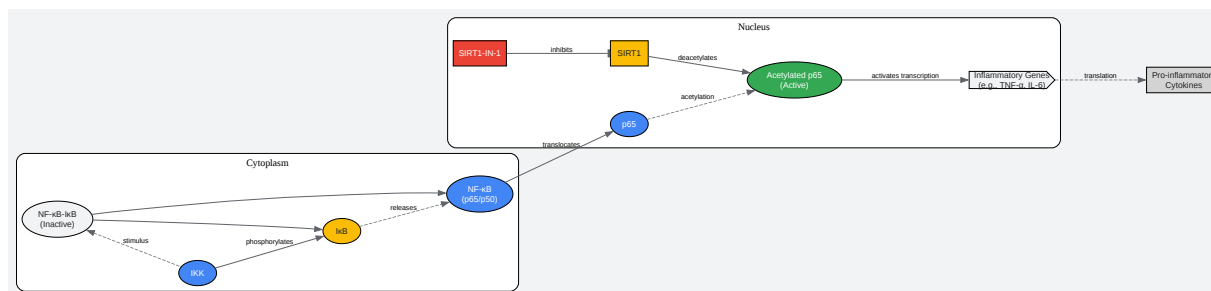 Nucleus
SIRT1-IN-1
inhibits
SIRT1
deacetylates
Acetylated p65
(Active)
activates transcription
Inflammatory Genes
(e.g., TNF-α, IL-6)
translation
Pro-inflammator
Cytokines
acetylation
p65
translocates
Cytoplasm
NF-κB
(p65/p50)
releases
NF-κB-IκB
(Inactive)
IκB
stimulus
phosphorylates
IKK